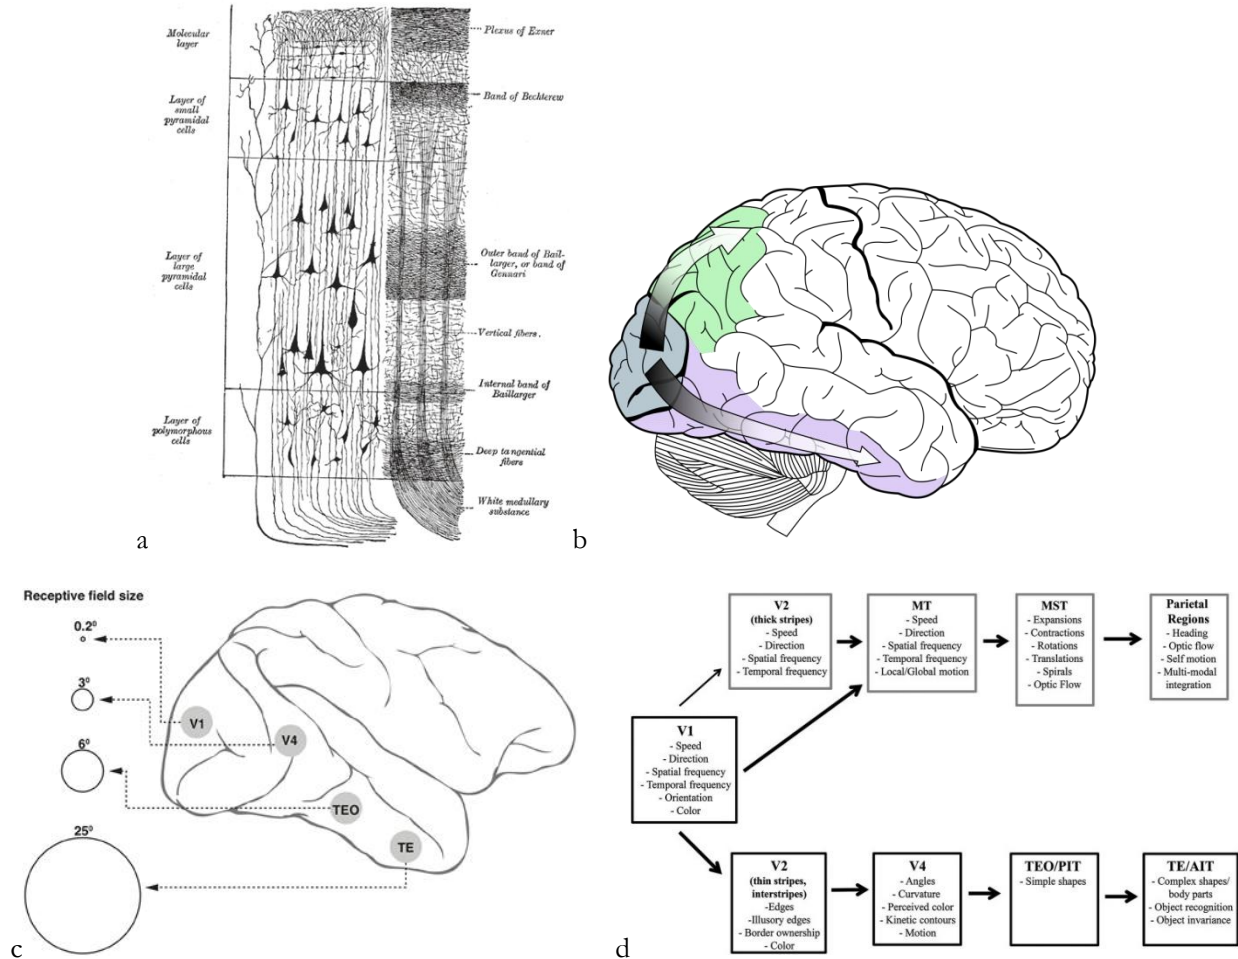 Molecular
layer
Layer of
small
pyramidal
cells
Layer of
large
pyramidal
cells
Layer of
polymorphous
cells
Plexus of Exner
Band of Bechterew
Outer band of Bail-
larger, or band of
Gennari
Vertical fibers.
Internal band of
Baillarger
Deep tangential
fibers
White medullary
substance
a
b
Receptive field size
0.2⁰
3⁰
6⁰
25⁰
V1
V4
TEO
TE
c
V2
(thick stripes)
- Speed
- Direction
- Spatial frequency
- Temporal frequency
MT
- Speed
- Direction
- Spatial frequency
- Temporal frequency
- Local/Global motion
MST
- Expansions
- Contractions
- Rotations
- Translations
- Spirals
- Optic Flow
Parietal
Regions
- Heading
- Optic flow
- Self motion
- Multi-modal
integration
V1
- Speed
- Direction
- Spatial frequency
- Temporal frequency
- Orientation
- Color
V2
(thin stripes,
interstripes)
-Edges
-Illusory edges
- Border ownership
- Color
V4
- Angles
- Curvature
- Perceived color
- Kinetic contours
- Motion
TEO/PIT
- Simple shapes
TE/AIT
- Complex shapes/
body parts
- Object recognition
- Object invariance
d